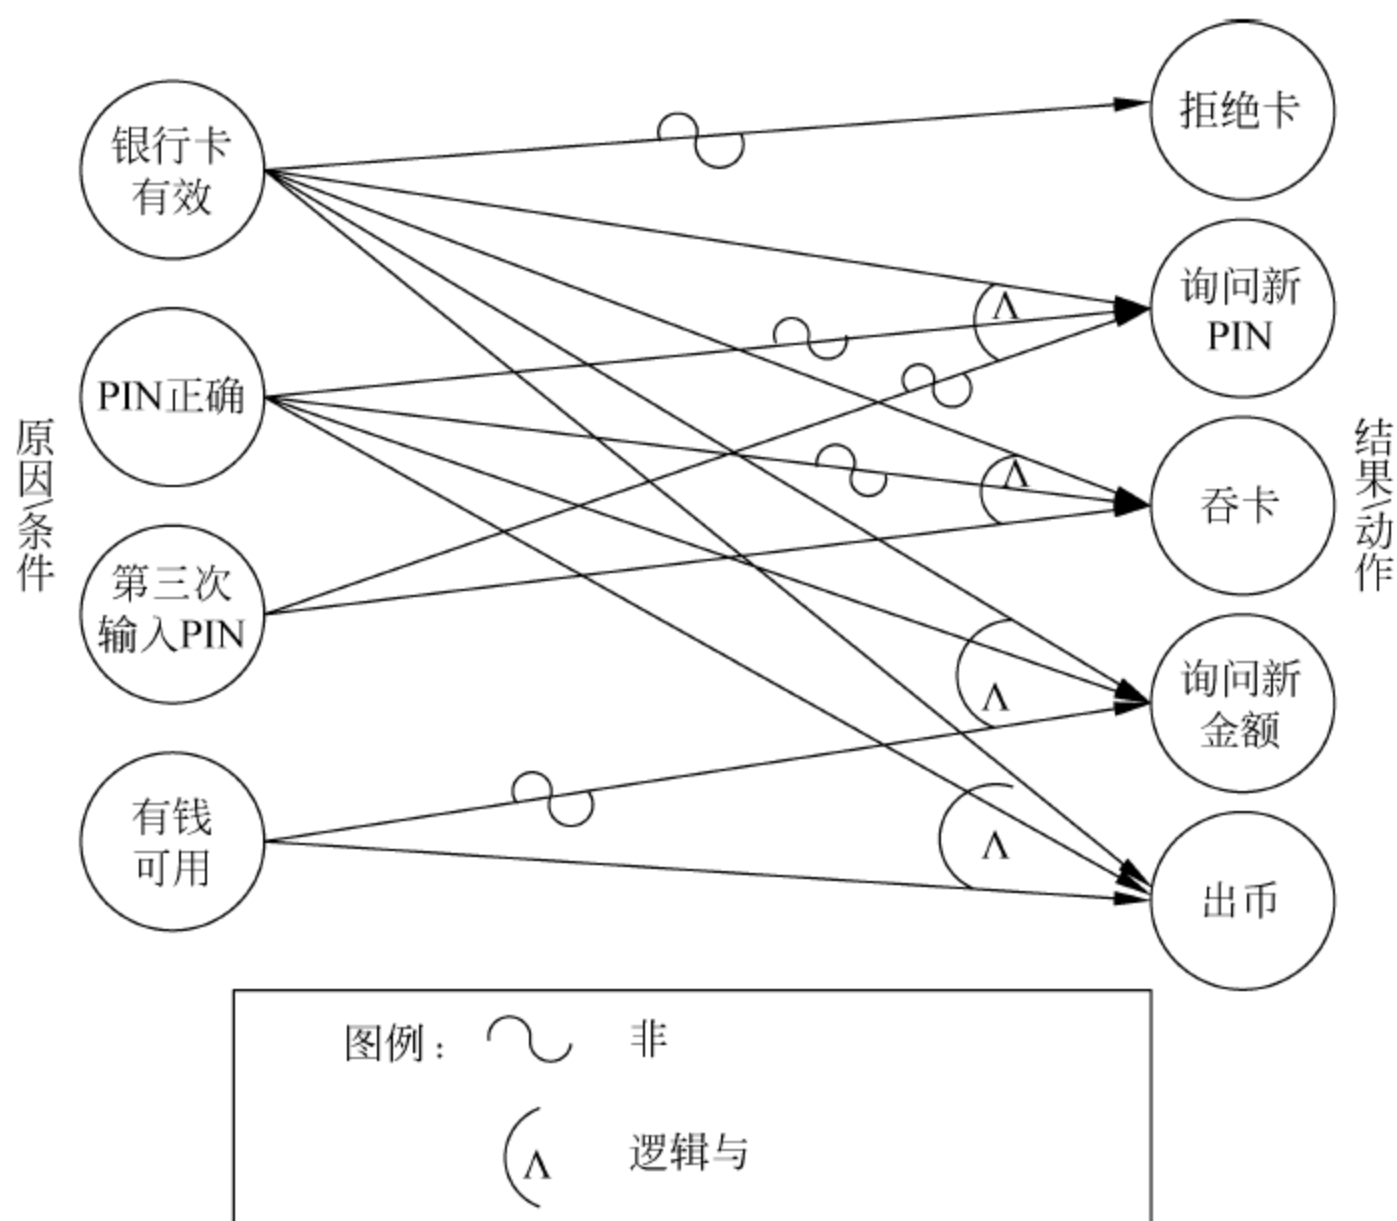 银行卡
有效
PIN正确
第三次
输入PIN
有钱
可用
原因\条件
拒绝卡
询问新
PIN
吞卡
询问新
金额
出币
结果\动作
Λ
Λ
Λ
Λ
图例：
非
Λ
逻辑与